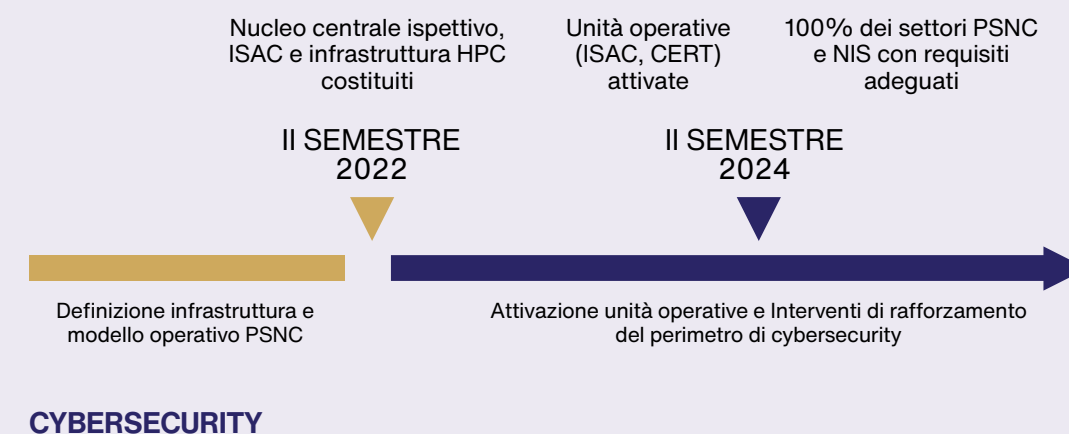 Nucleo centrale ispettivo,
ISAC e infrastruttura HPC
costituiti
Unità operative
(ISAC, CERT)
attivate
100% dei settori PSNC
e NIS con requisiti
adeguati
II SEMESTRE
2022
II SEMESTRE
2024
Definizione infrastruttura e
modello operativo PSNC
Attivazione unità operative e Interventi di rafforzamento
del perimetro di cybersecurity
CYBERSECURITY